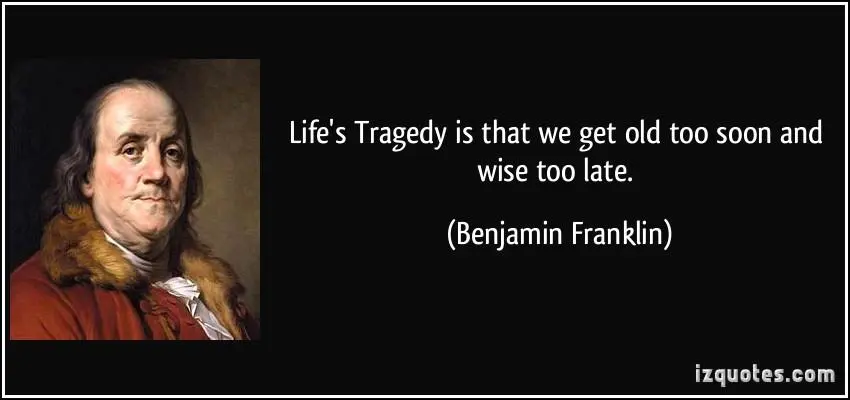 Life's Tragedy is that we get old too soon and
wise too late.
(Benjamin Franklin)
izquotes.com